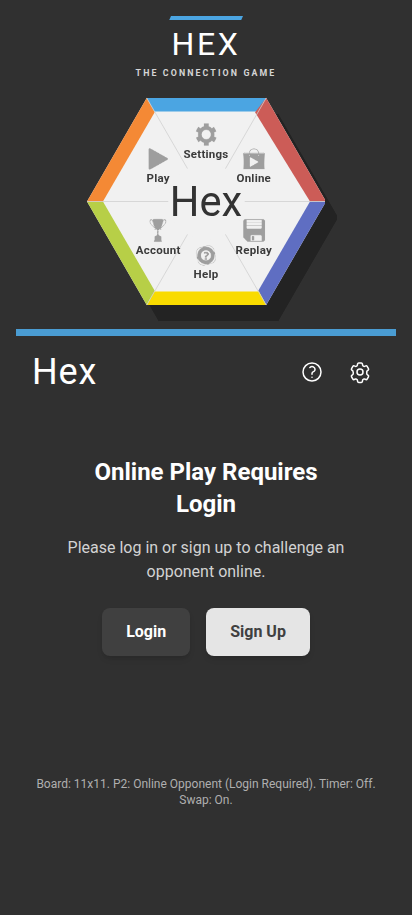 HEX
THE CONNECTION GAME
Settings
Play
Online
Hex
Account
Replay
Help
Hex
Online Play Requires
Login
Please log in or sign up to challenge an
opponent online.
Login
Sign Up
Board: 11x11. P2: Online Opponent (Login Required). Timer: Off.
Swap: On.